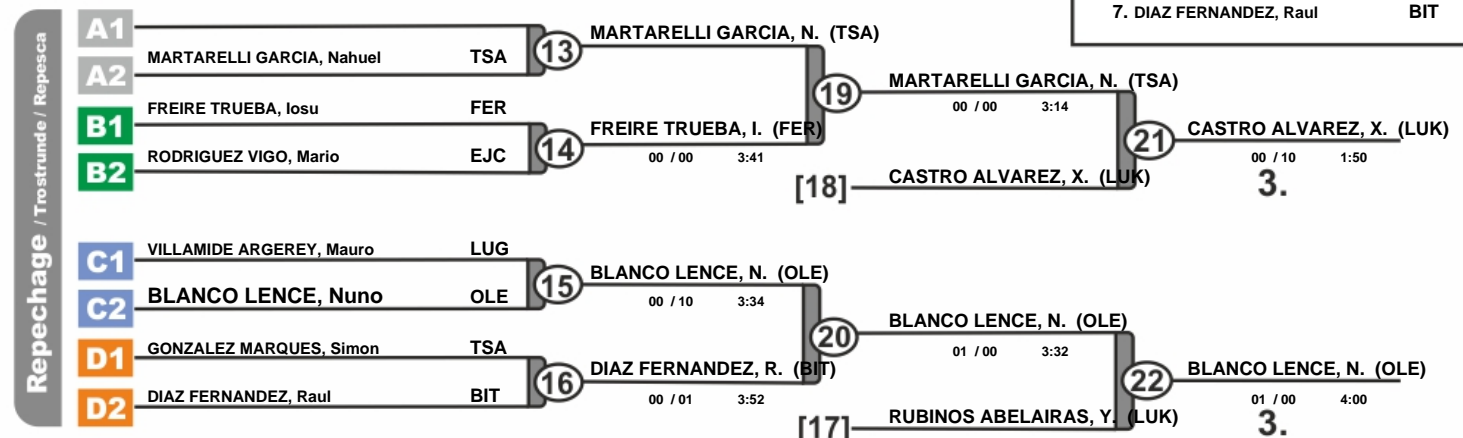 7. DIAZ FERNANDEZ, Raul BIT
Repechage / Trostrunde / Repesca
A1
MARTARELLI GARCIA, N. (TSA)
13
MARTARELLI GARCIA, Nahuel TSA
A2
MARTARELLI GARCIA, N. (TSA)
19
00 / 00 3:14
FREIRE TRUEBA, Iosu FER
B1
FREIRE TRUEBA, I. (FER)
14
00 / 00 3:41
CASTRO ALVAREZ, X. (LUK)
21
00 / 10 1:50
3.
RODRIGUEZ VIGO, Mario EJC
B2
[18] CASTRO ALVAREZ, X. (LUK)
VILLAMIDE ARGEREY, Mauro LUG
C1
BLANCO LENCE, N. (OLE)
15
00 / 10 3:34
BLANCO LENCE, Nuno OLE
C2
BLANCO LENCE, N. (OLE)
20
01 / 00 3:32
GONZALEZ MARQUES, Simon TSA
D1
DIAZ FERNANDEZ, R. (BIT)
16
00 / 01 3:52
BLANCO LENCE, N. (OLE)
22
01 / 00 4:00
3.
DIAZ FERNANDEZ, Raul BIT
D2
[17] RUBINOS ABELAIRAS, Y. (LUK)